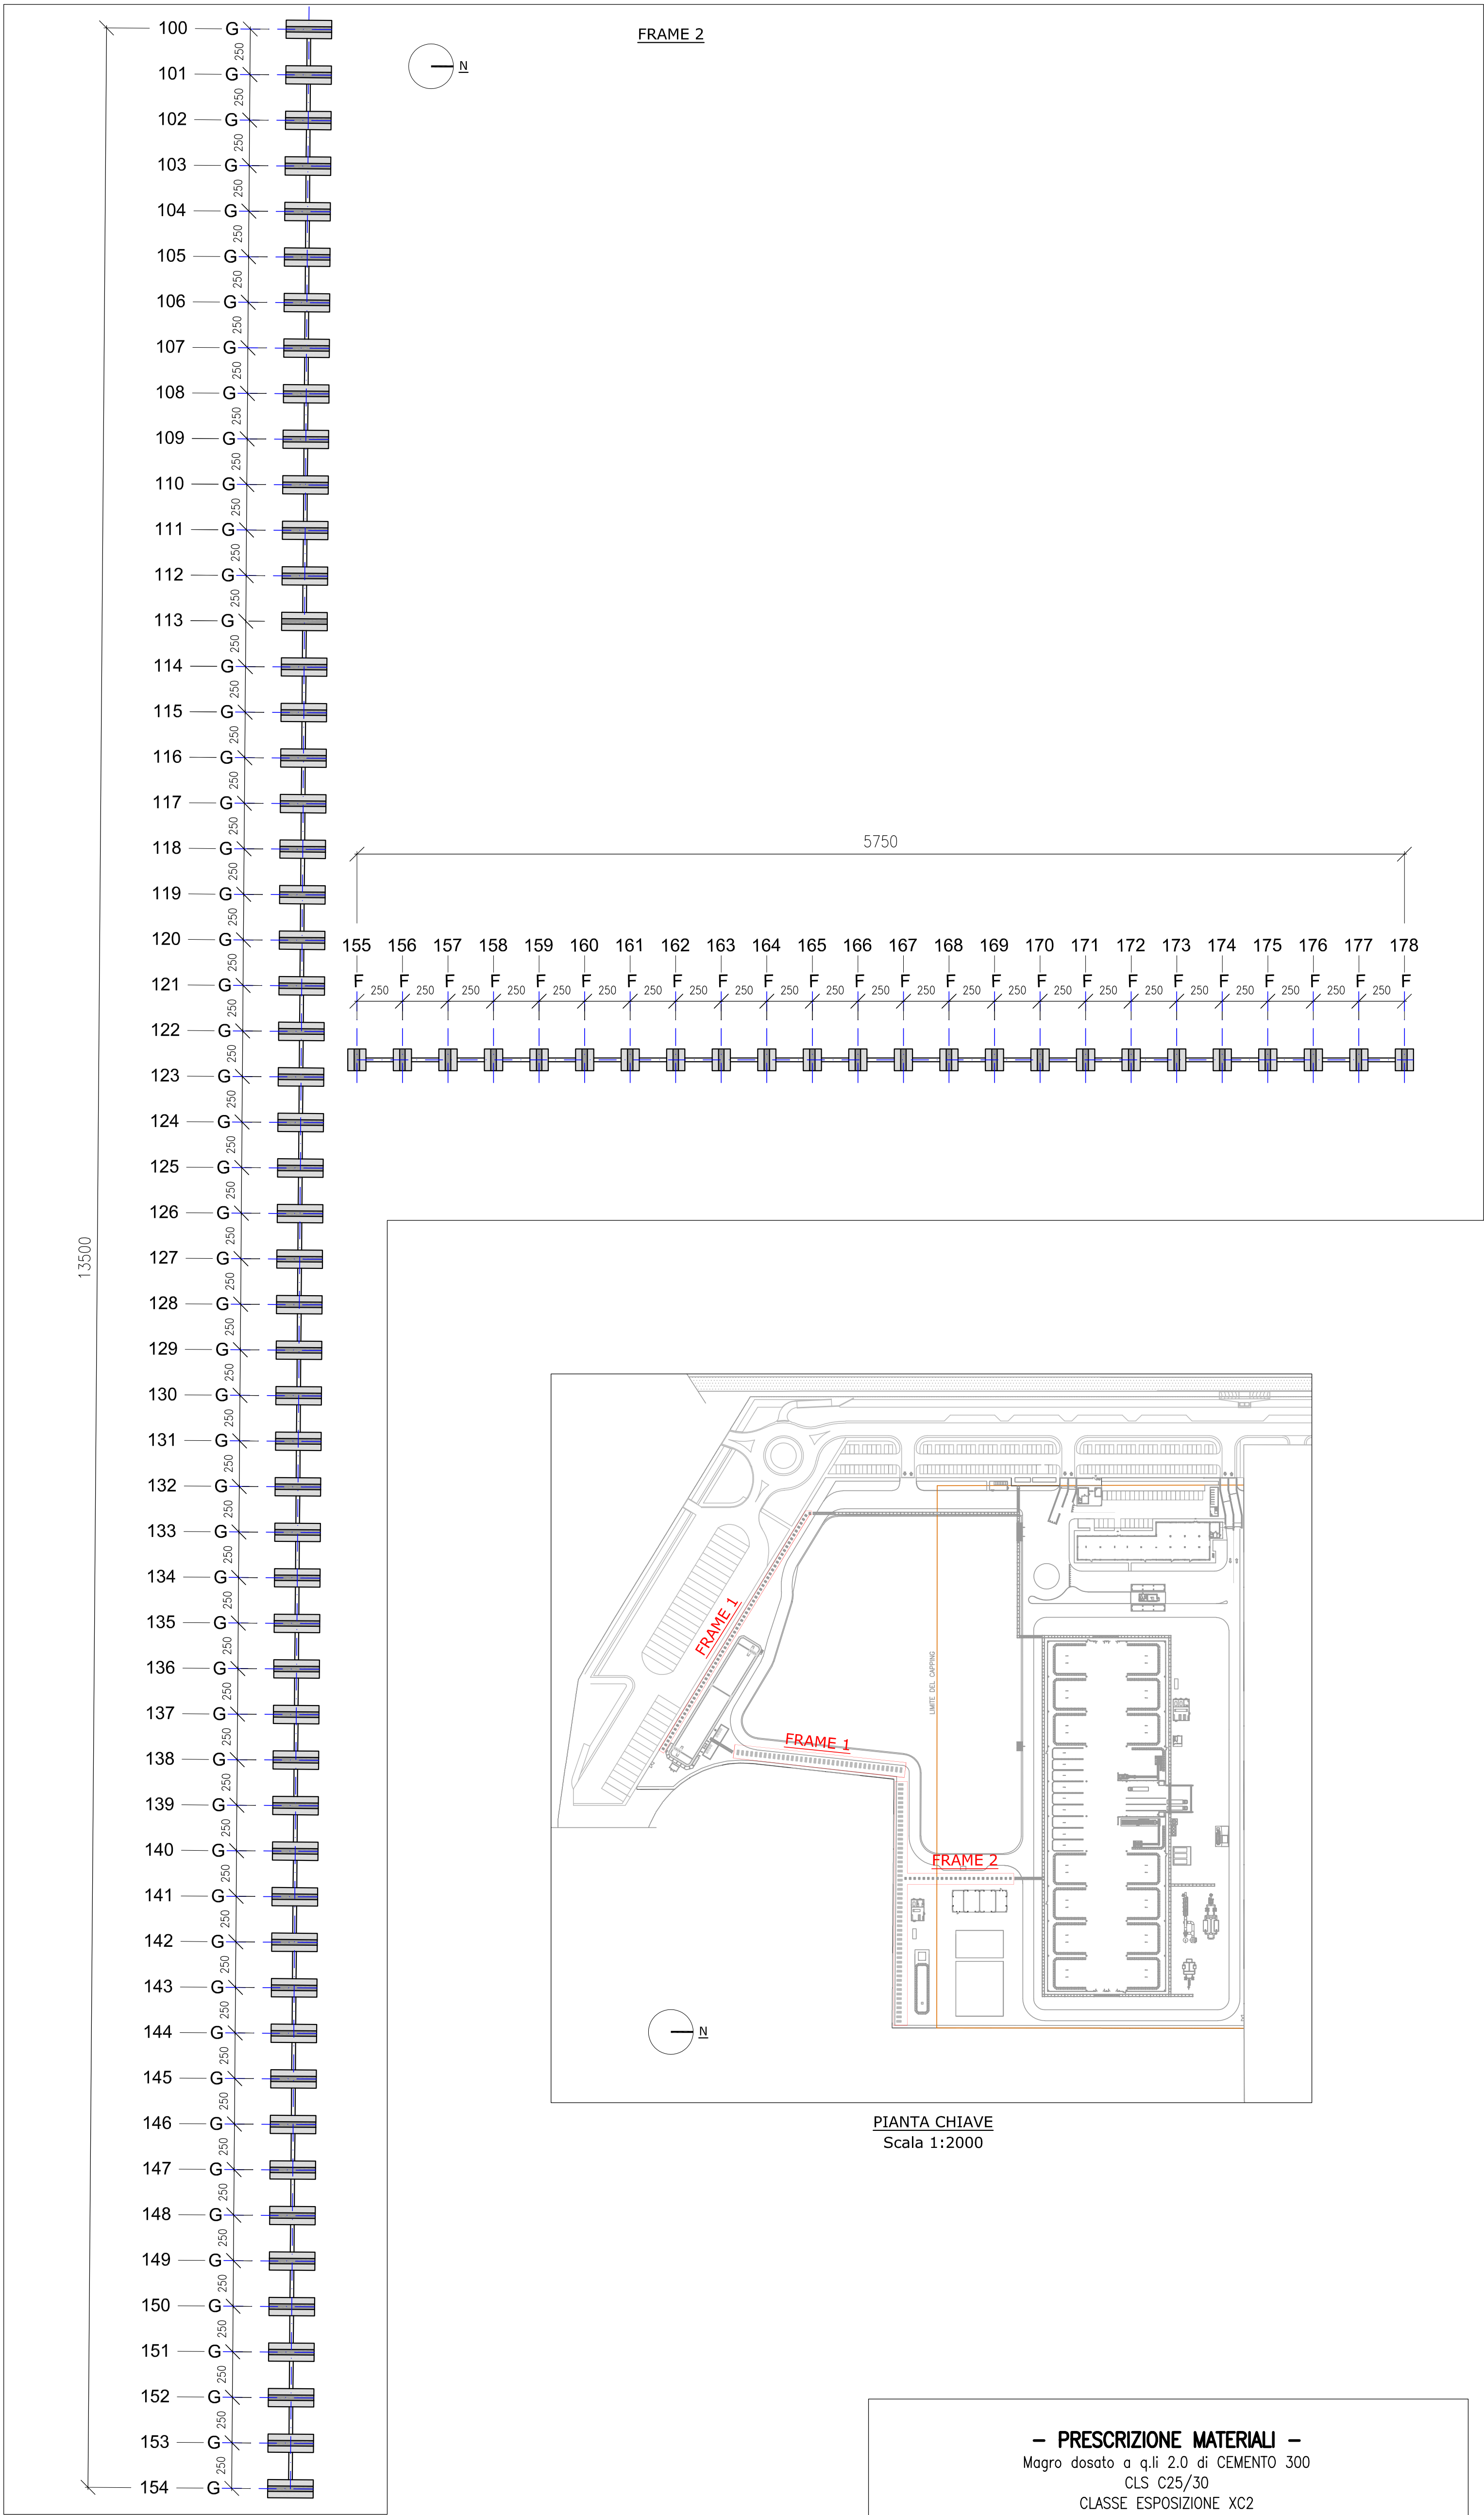 FRAME 2
N
13500
100 G
250
101 G
250
102 G
250
103 G
250
104 G
250
105 G
250
106 G
250
107 G
250
108 G
250
109 G
250
110 G
250
111 G
250
112 G
250
113 G
250
114 G
250
115 G
250
116 G
250
117 G
250
118 G
250
119 G
250
120 G
250
121 G
250
122 G
250
123 G
250
124 G
250
125 G
250
126 G
250
127 G
250
128 G
250
129 G
250
130 G
250
131 G
250
132 G
250
133 G
250
134 G
250
135 G
250
136 G
250
137 G
250
138 G
250
139 G
250
140 G
250
141 G
250
142 G
250
143 G
250
144 G
250
145 G
250
146 G
250
147 G
250
148 G
250
149 G
250
150 G
250
151 G
250
152 G
250
153 G
250
154 G
5750
155 156 157 158 159 160 161 162 163 164 165 166 167 168 169 170 171 172 173 174 175 176 177 178
F F F F F F F F F F F F F F F F F F F F F F F F
250 250 250 250 250 250 250 250 250 250 250 250 250 250 250 250 250 250 250 250 250 250 250
FRAME 1
LIMITE DEL CAPPING
FRAME 1
FRAME 2
N
PIANTA CHIAVE
Scala 1:2000
- PRESCRIZIONE MATERIALI -
Magro dosato a q.li 2.0 di CEMENTO 300
CLS C25/30
CLASSE ESPOSIZIONE XC2